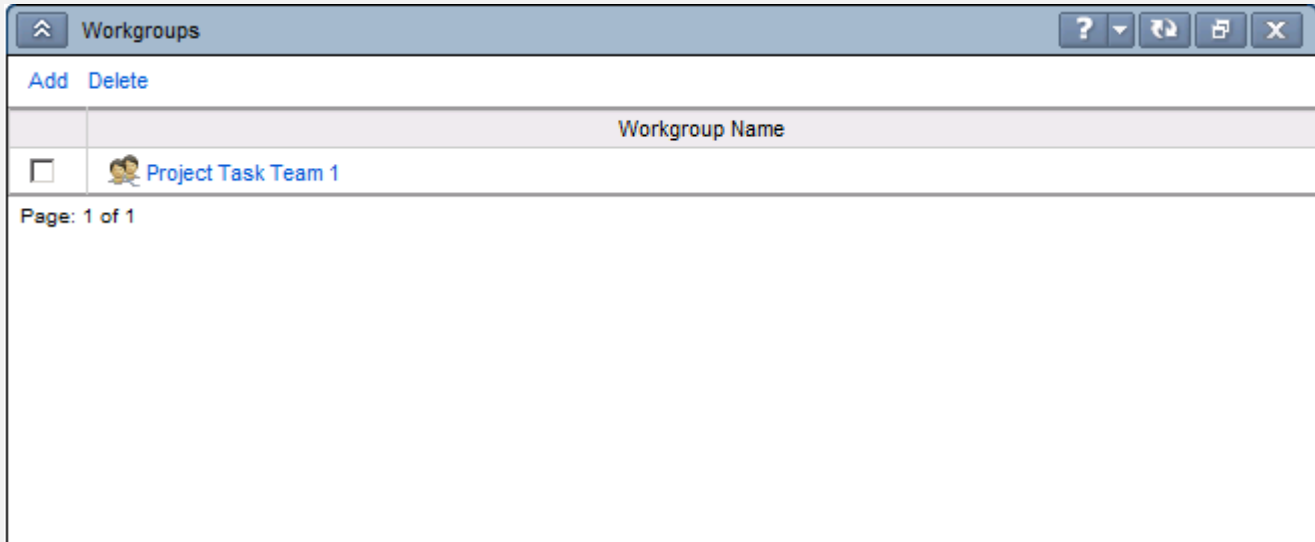 Workgroups ?
Add Delete
Workgroup Name
Project Task Team 1
Page: 1 of 1